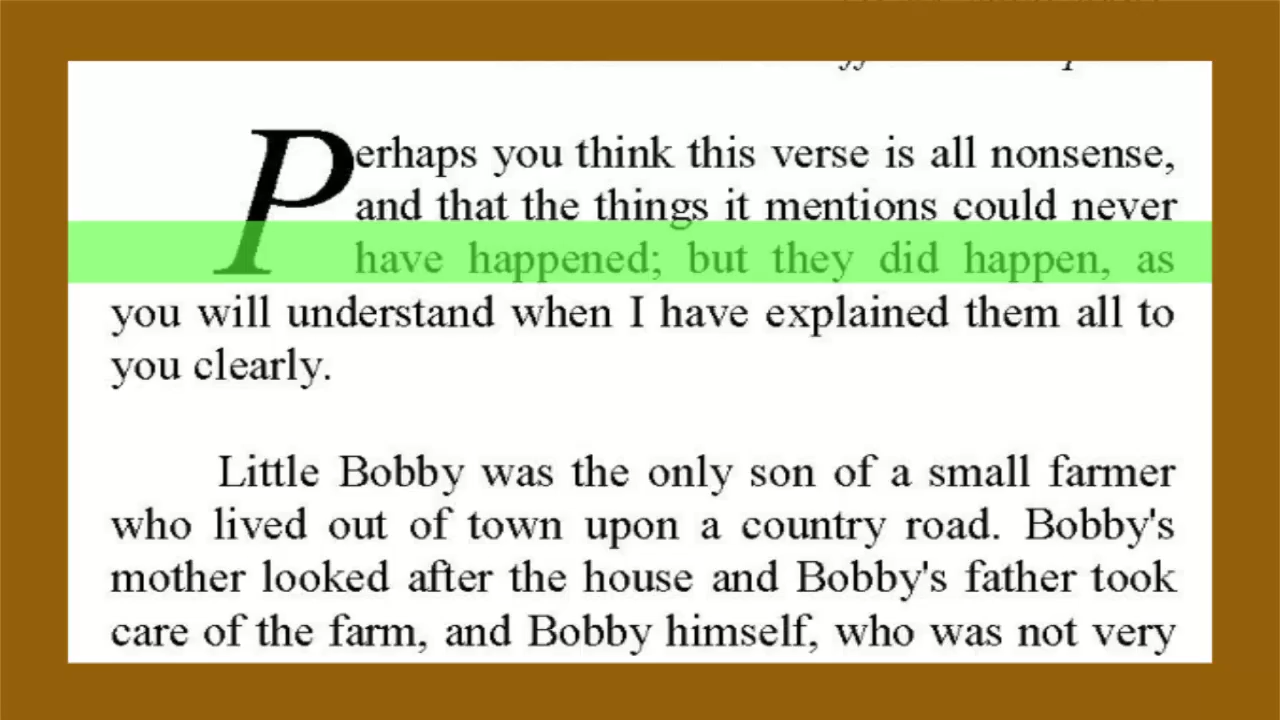 Perhaps you think this verse is all nonsense,
and that the things it mentions could never
have happened; but they did happen, as
you will understand when I have explained them all to
you clearly.
Little Bobby was the only son of a small farmer
who lived out of town upon a country road. Bobby's
mother looked after the house and Bobby's father took
care of the farm, and Bobby himself, who was not very